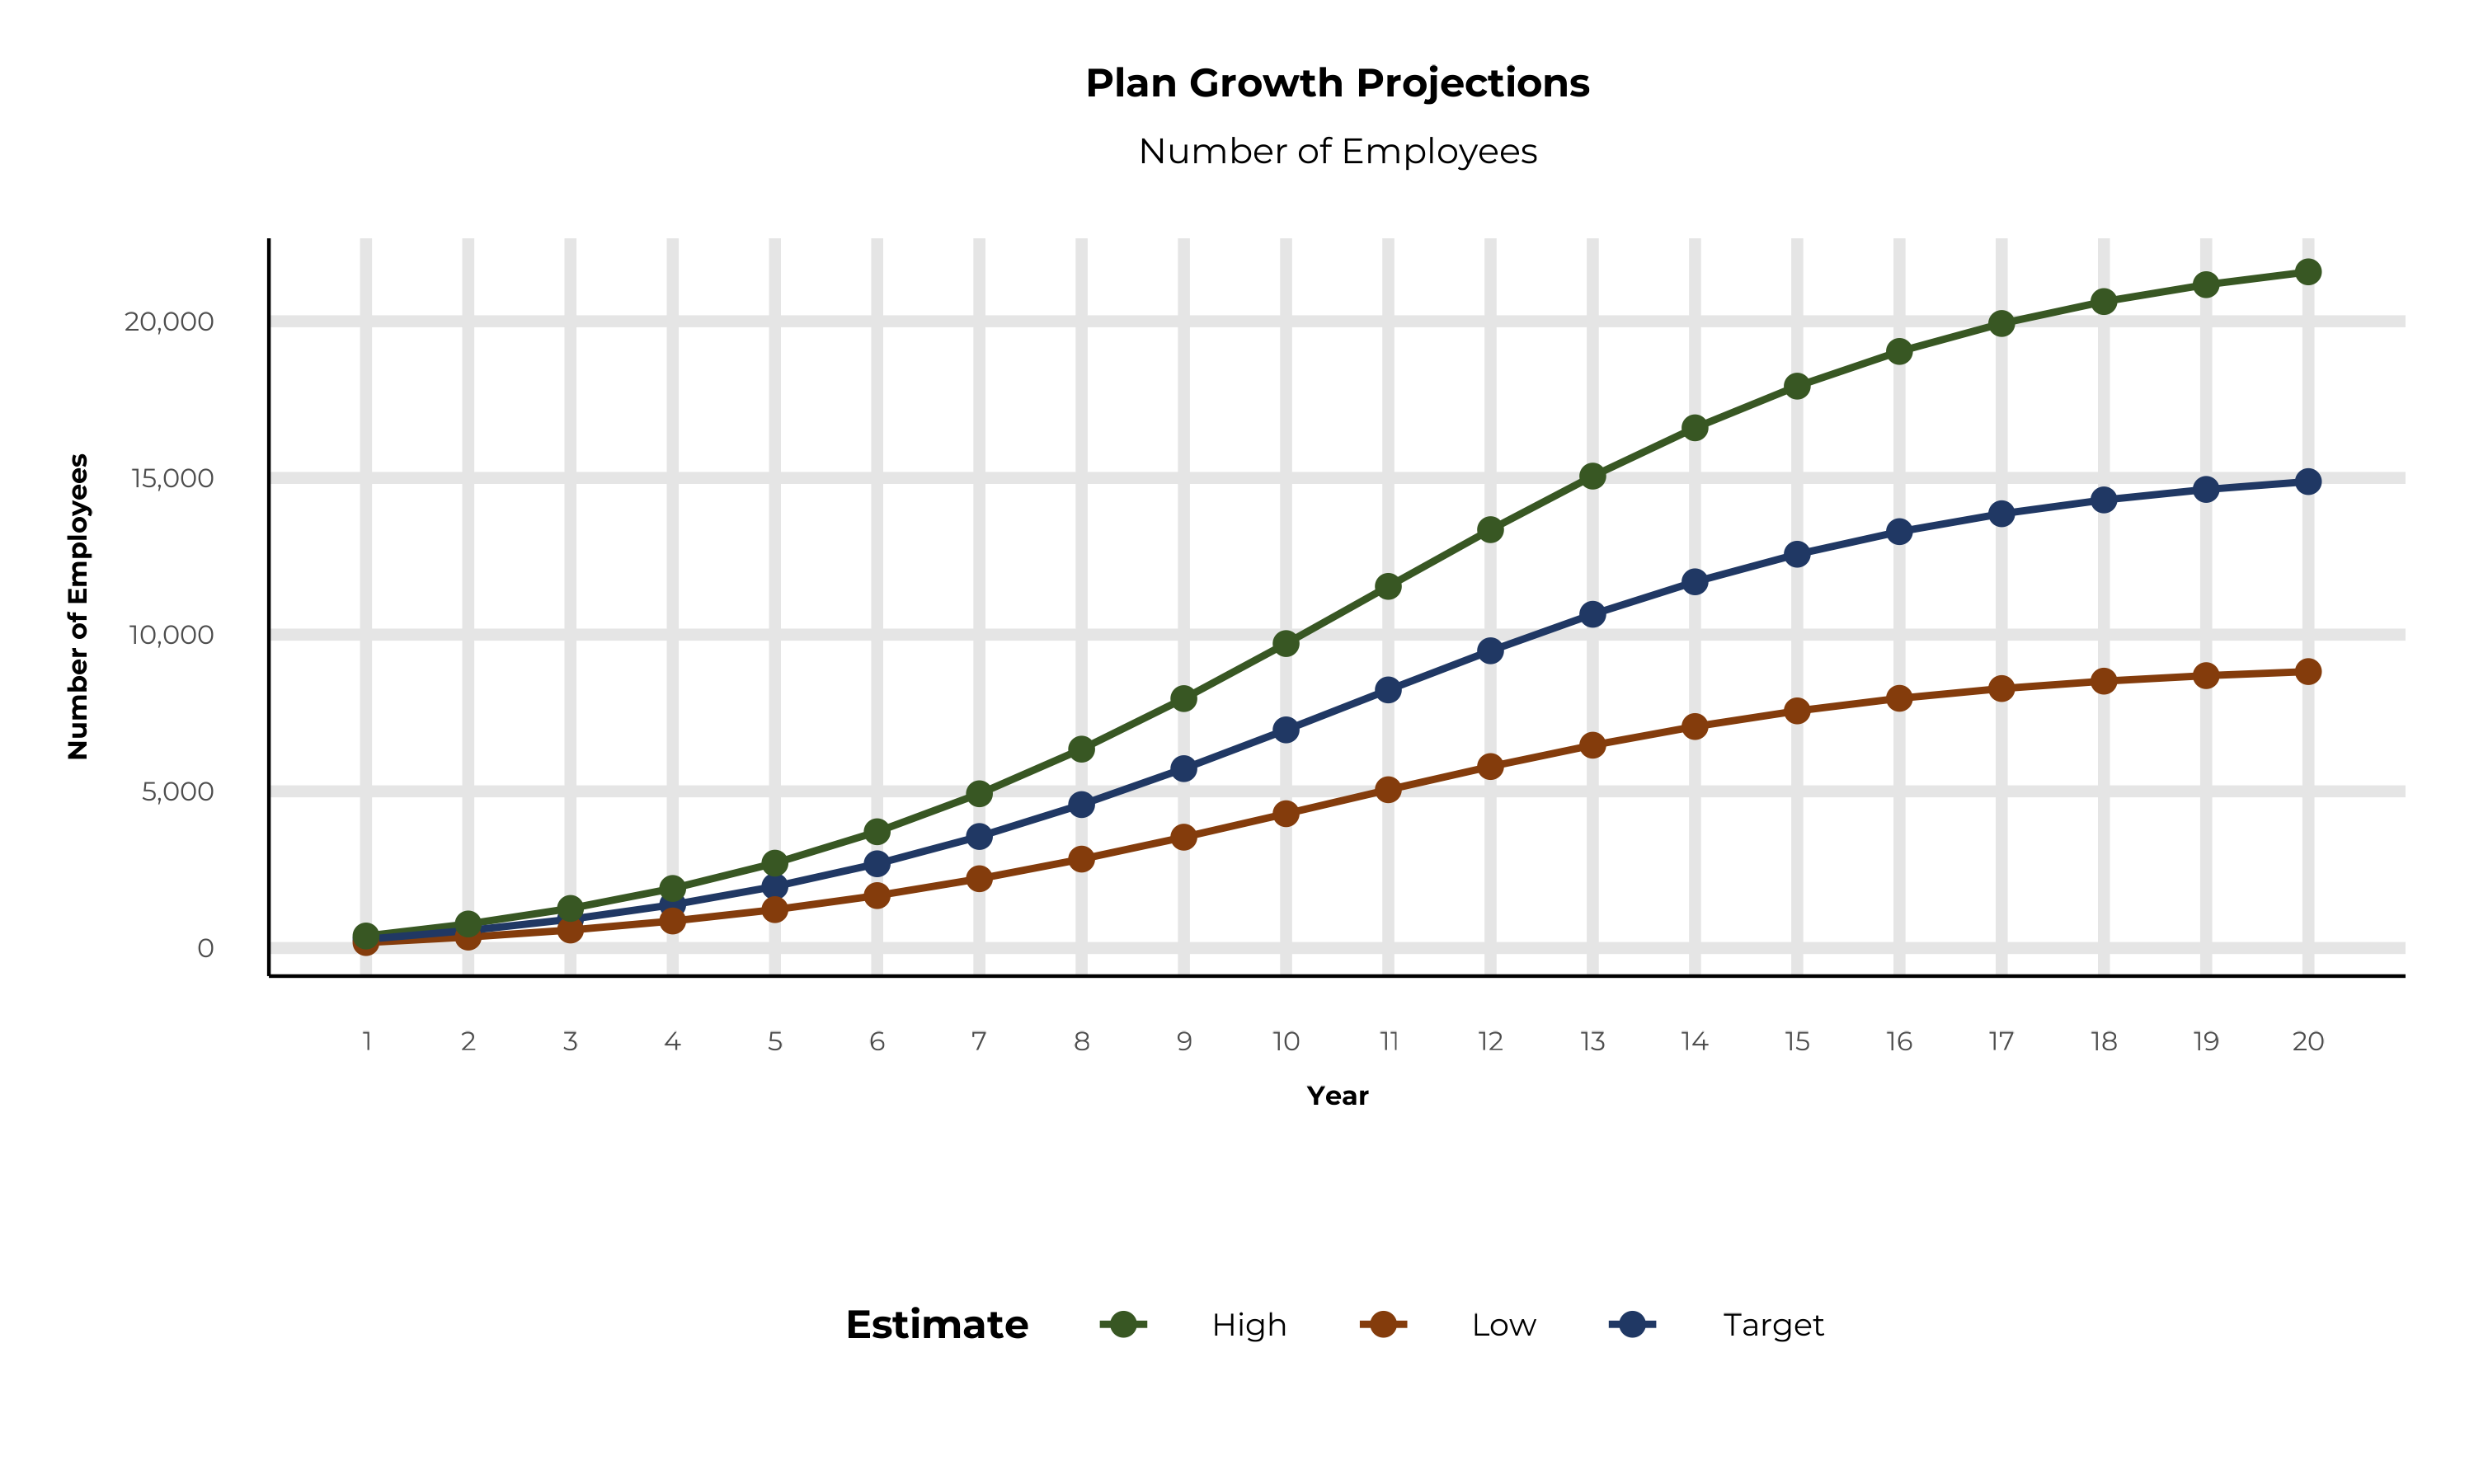 Plan Growth Projections
Number of Employees
Number of Employees
20,000
15,000
10,000
5,000
0
1 2 3 4 5 6 7 8 9 10 11 12 13 14 15 16 17 18 19 20
Year
Estimate High Low Target